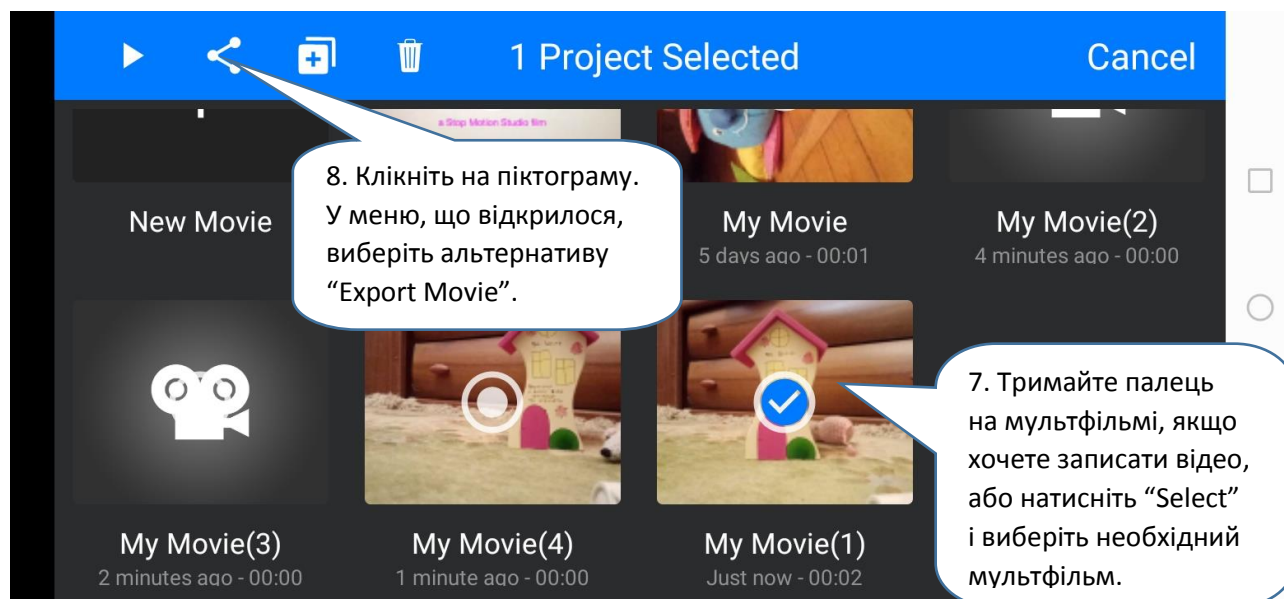 1 Project Selected
Cancel
a Stop Motion Studio film
8. Клікніть на піктограму.
У меню, що відкрилося,
виберіть альтернативу
“Export Movie”.
New Movie
My Movie
5 days ago - 00:01
My Movie(2)
4 minutes ago - 00:00
7. Тримайте палець
на мультфільмі, якщо
хочете записати відео,
або натисніть “Select”
і виберіть необхідний
мультфільм.
My Movie(3)
2 minutes ago - 00:00
My Movie(4)
1 minute ago - 00:00
My Movie(1)
Just now - 00:02